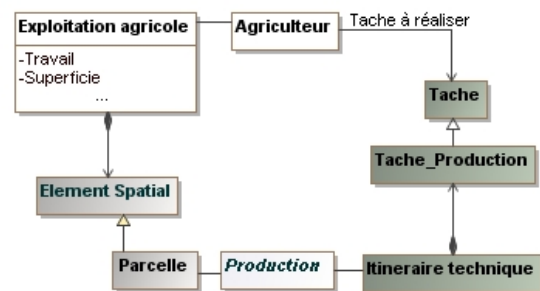 Exploitation agricole
-Travail
-Superficie
...
Agriculteur
Tache à réaliser
Tache
Tache_Production
Element Spatial
Parcelle
Production
Itineraire technique